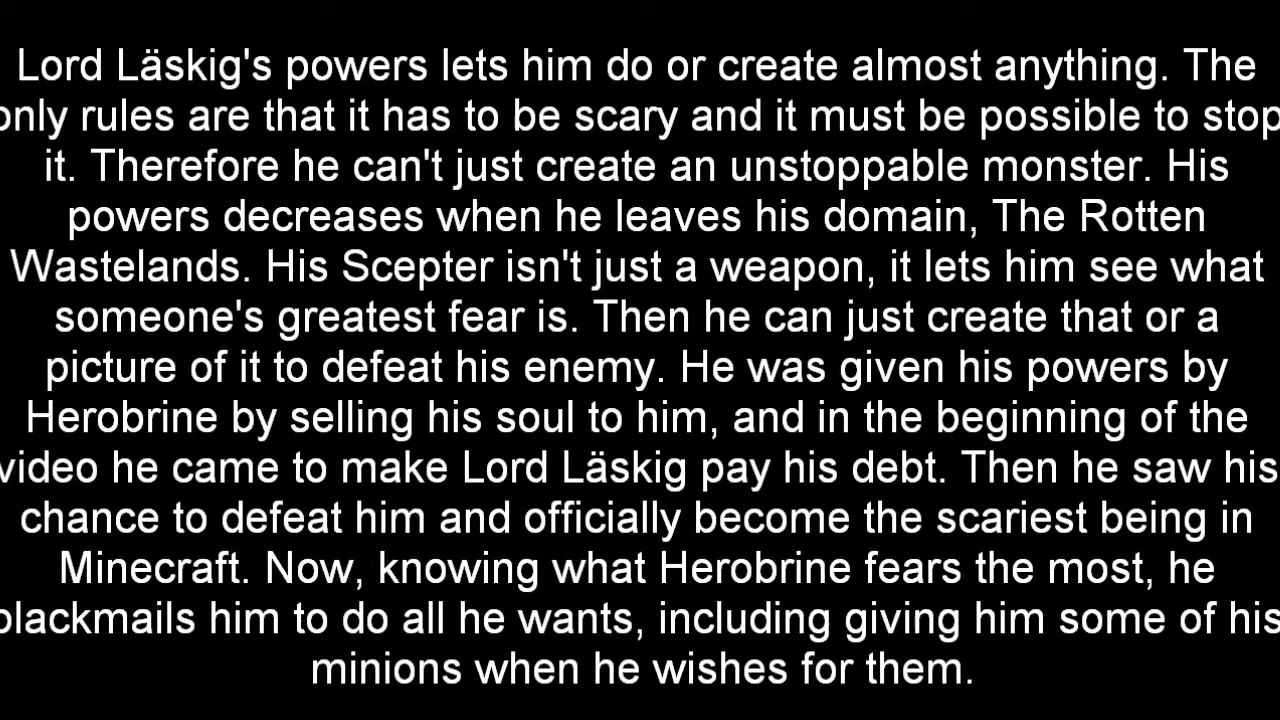 Lord Läskig's powers lets him do or create almost anything. The
only rules are that it has to be scary and it must be possible to stop
it. Therefore he can't just create an unstoppable monster. His
powers decreases when he leaves his domain, The Rotten
Wastelands. His Scepter isn't just a weapon, it lets him see what
someone's greatest fear is. Then he can just create that or a
picture of it to defeat his enemy. He was given his powers by
Herobrine by selling his soul to him, and in the beginning of the
video he came to make Lord Läskig pay his debt. Then he saw his
chance to defeat him and officially become the scariest being in
Minecraft. Now, knowing what Herobrine fears the most, he
blackmails him to do all he wants, including giving him some of his
minions when he wishes for them.